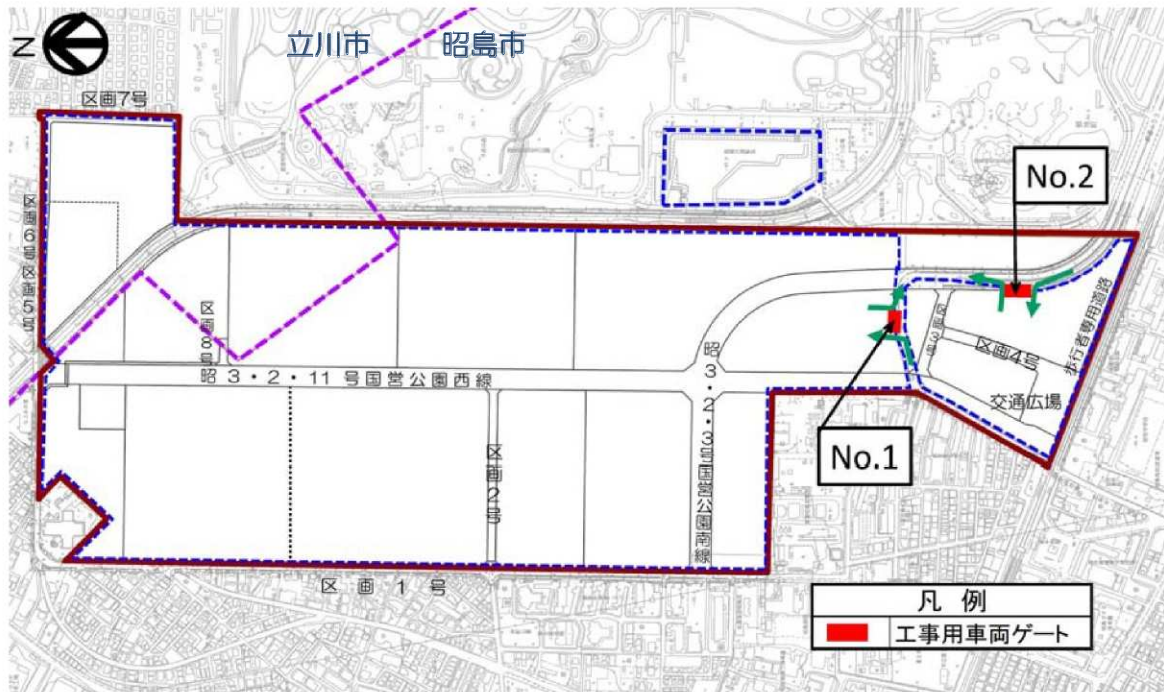 N
立川市
昭島市
区画7号
No.2
区画6号
区画5号
区画8号
区画3号
区画4号
歩行者専用道路
昭3・2・11号国営公園西線
昭3・2・3号国営公園南線
交通広場
No.1
区画2号
区画1号
凡例
工事用車両ゲート